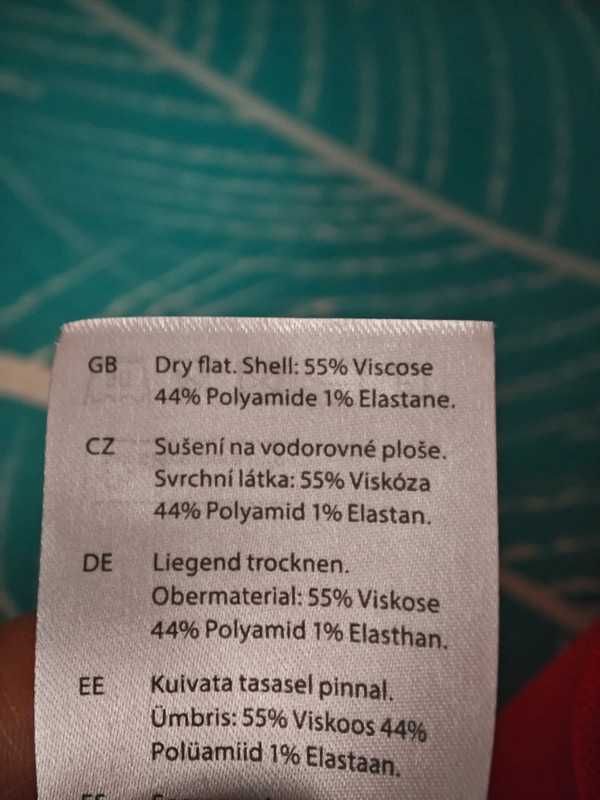 GB Dry flat. Shell: 55% Viscose
44% Polyamide 1% Elastane.
CZ Sušení na vodorovné ploše.
Svrchní látka: 55% Viskóza
44% Polyamid 1% Elastan.
DE Liegend trocknen.
Obermaterial: 55% Viskose
44% Polyamid 1% Elasthan.
EE Kuivata tasasel pinnal.
Ümbris: 55% Viskoos 44%
Polüamiid 1% Elastaan.